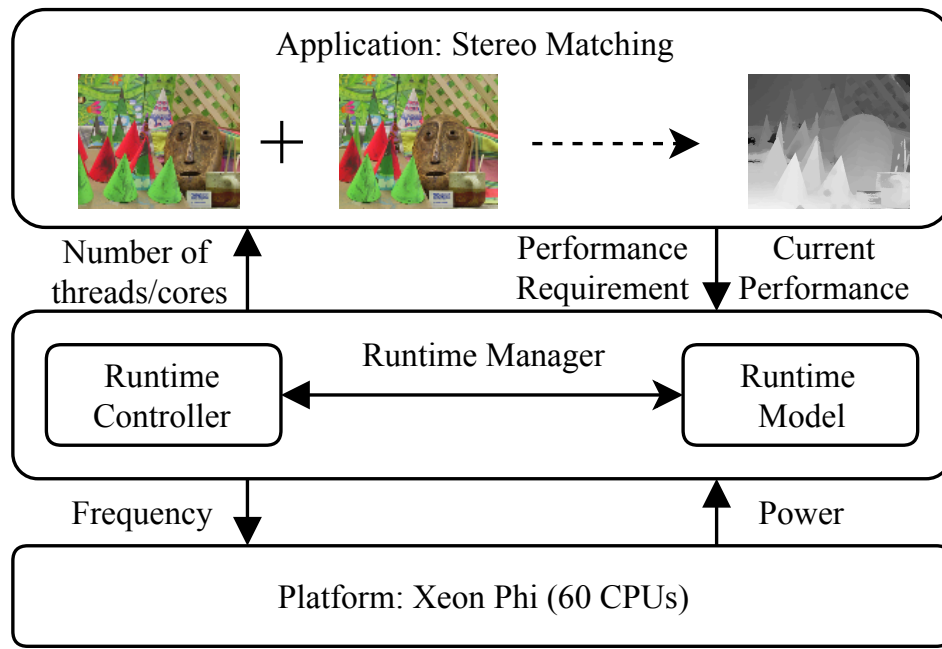 Application: Stereo Matching
Number of
threads/cores
Performance
Requirement
Current
Performance
Runtime Manager
Runtime
Controller
Runtime
Model
Frequency
Power
Platform: Xeon Phi (60 CPUs)